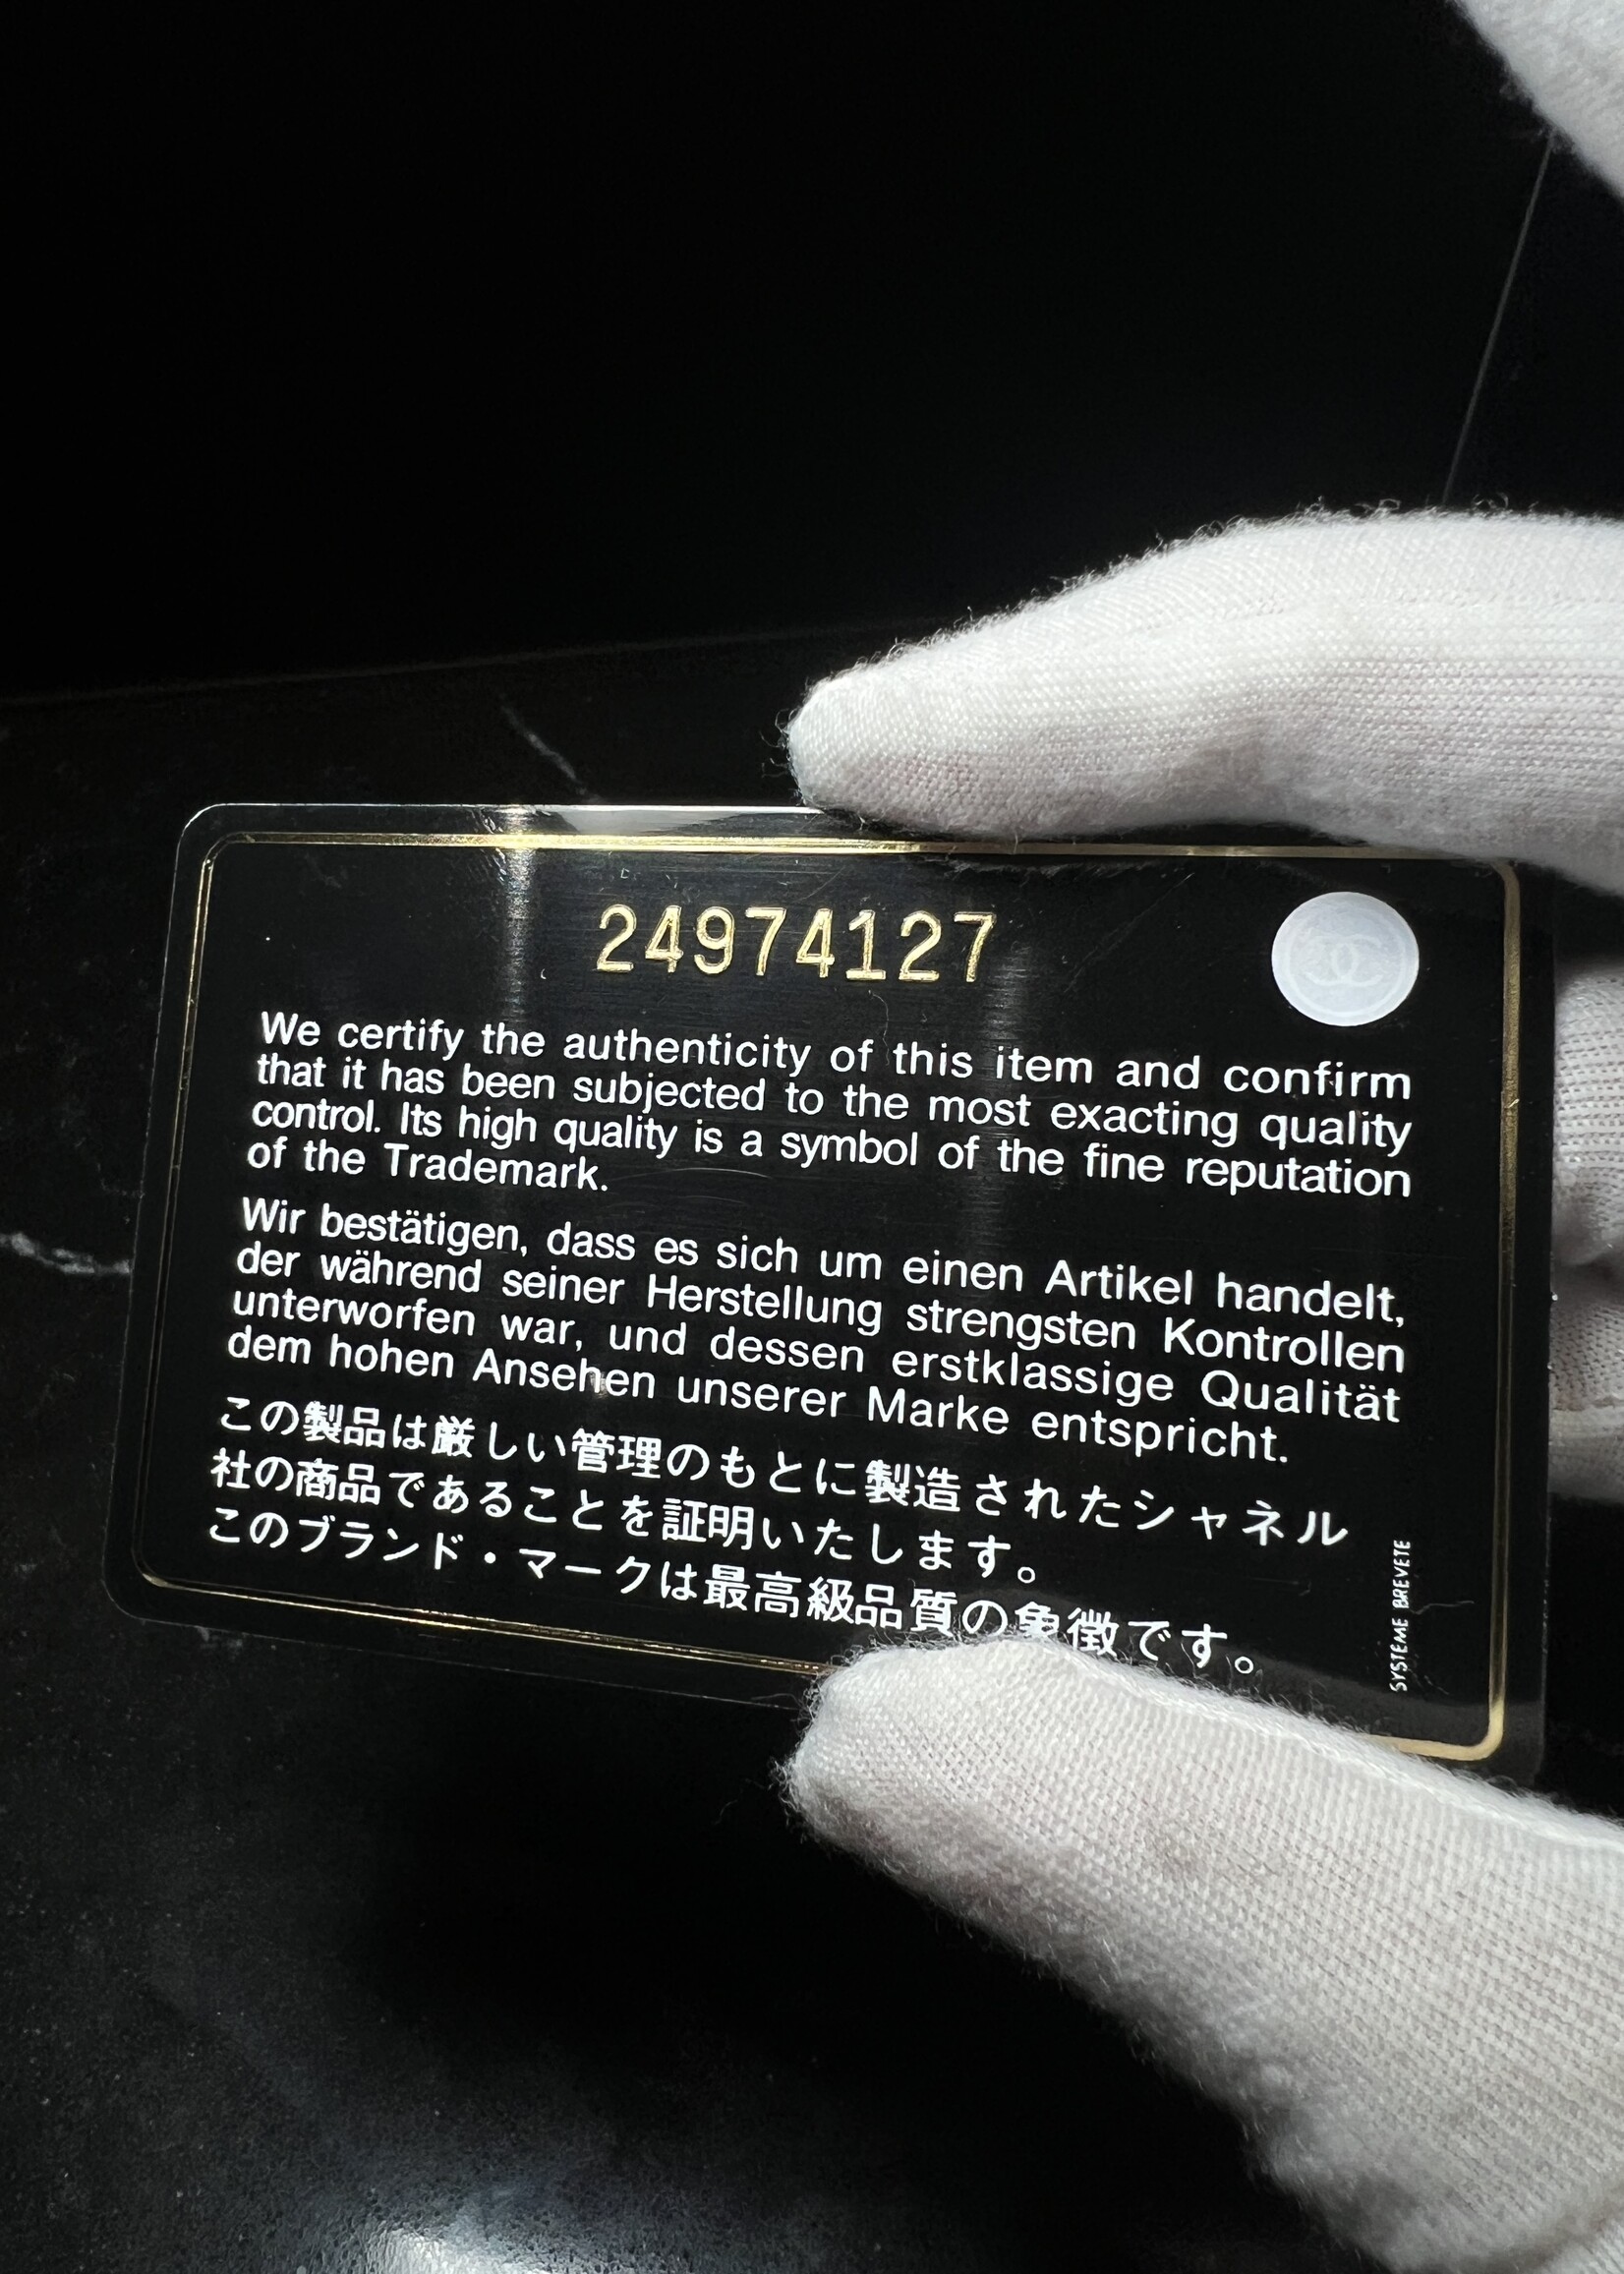 24974127
We certify the authenticity of this item and confirm
that it has been subjected to the most exacting quality
control. Its high quality is a symbol of the fine reputation
of the Trademark.
Wir bestätigen, dass es sich um einen Artikel handelt,
der während seiner Herstellung strengsten Kontrollen
unterworfen war, und dessen erstklassige Qualität
dem hohen Ansehen unserer Marke entspricht.
この製品は厳しい管理のもとに製造されたシャネル
社の商品であることを証明いたします。
このブランド・マークは最高級品質の象徴です。
SYSTEME BREVETE